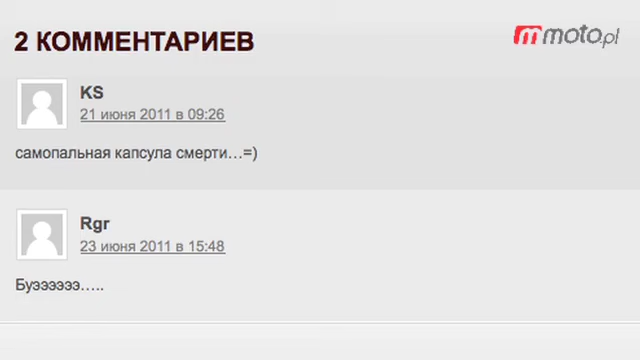 2 КОММЕНТАРИЕВ
moto.pl
KS
21 июня 2011 в 09:26
самопальная капсула смерти...=)
Rgr
23 июня 2011 в 15:48
Буээээээ.....